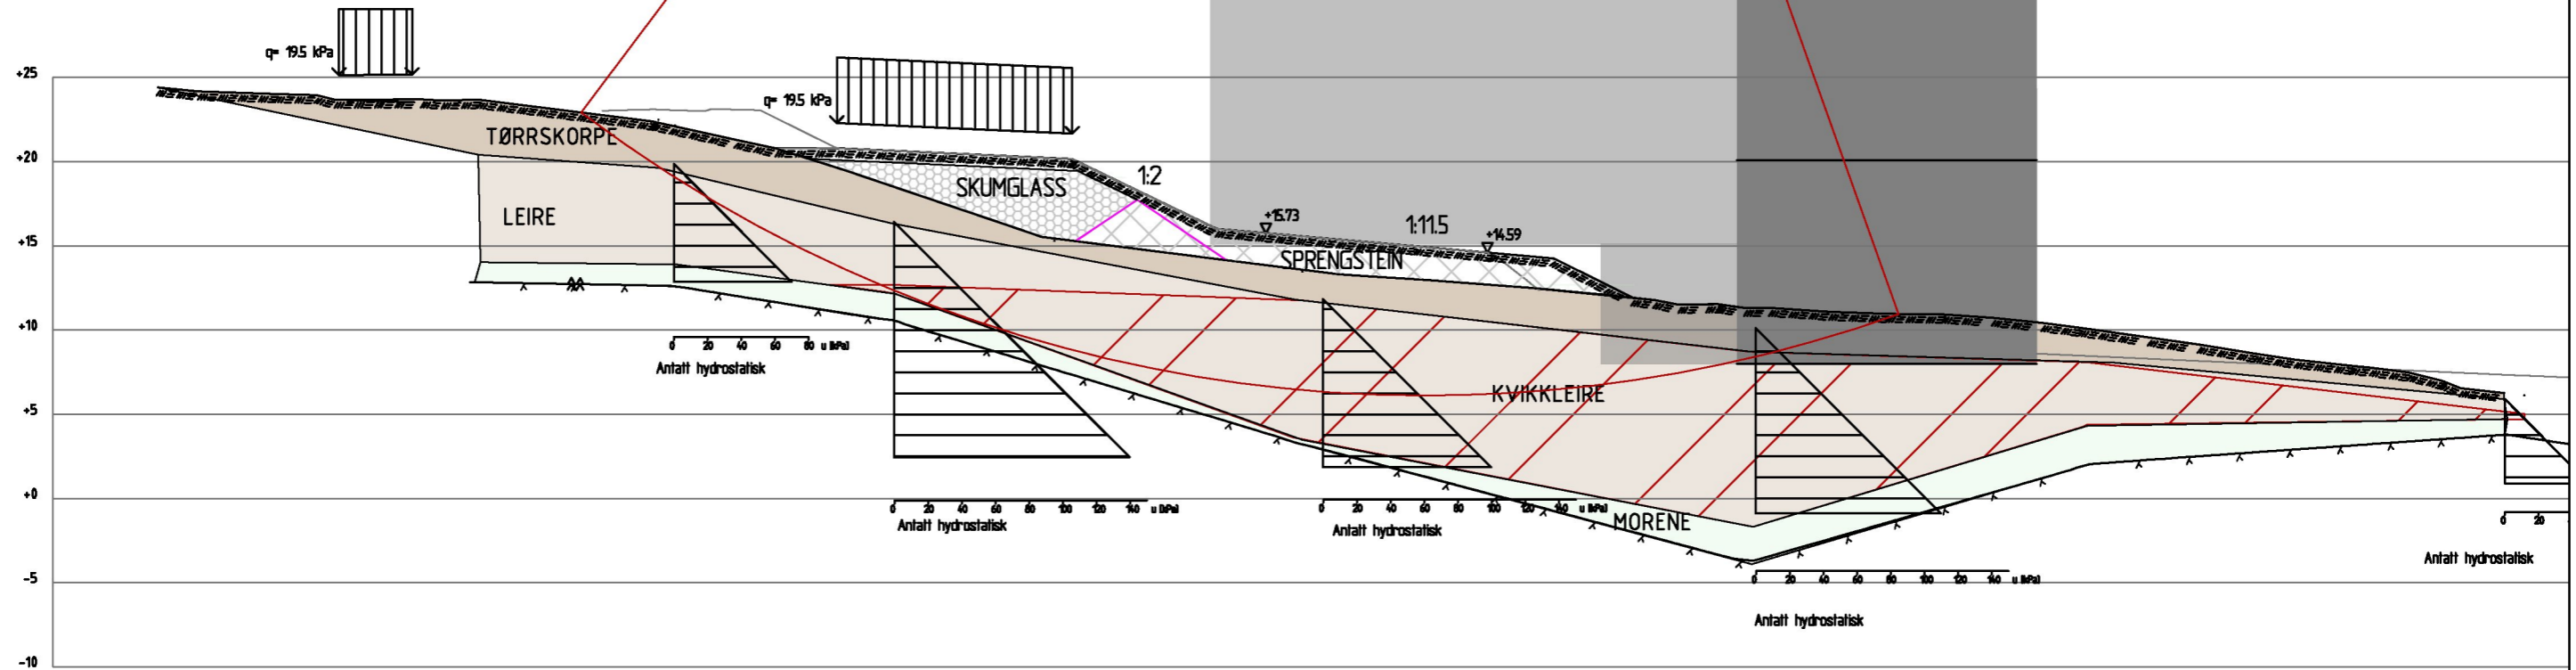 q= 19.5 kPa
+25
q= 19.5 kPa
TØRRSKORPE
+20
SKUMGLASS
1:2
LEIRE
+15.73
1:11.5
+14.59
+15
SPRENGSTEIN
+10
0 20 40 60 80 u [kPa]
Antatt hydrostatisk
KVIKKLEIRE
+5
+0
0 20 40 60 80 100 120 140 u [kPa]
Antatt hydrostatisk
0 20 40 60 80 100 120 140 u [kPa]
Antatt hydrostatisk
MORENE
0 20
Antatt hydrostatisk
-5
0 20 40 60 80 100 120 140 u [kPa]
Antatt hydrostatisk
-10